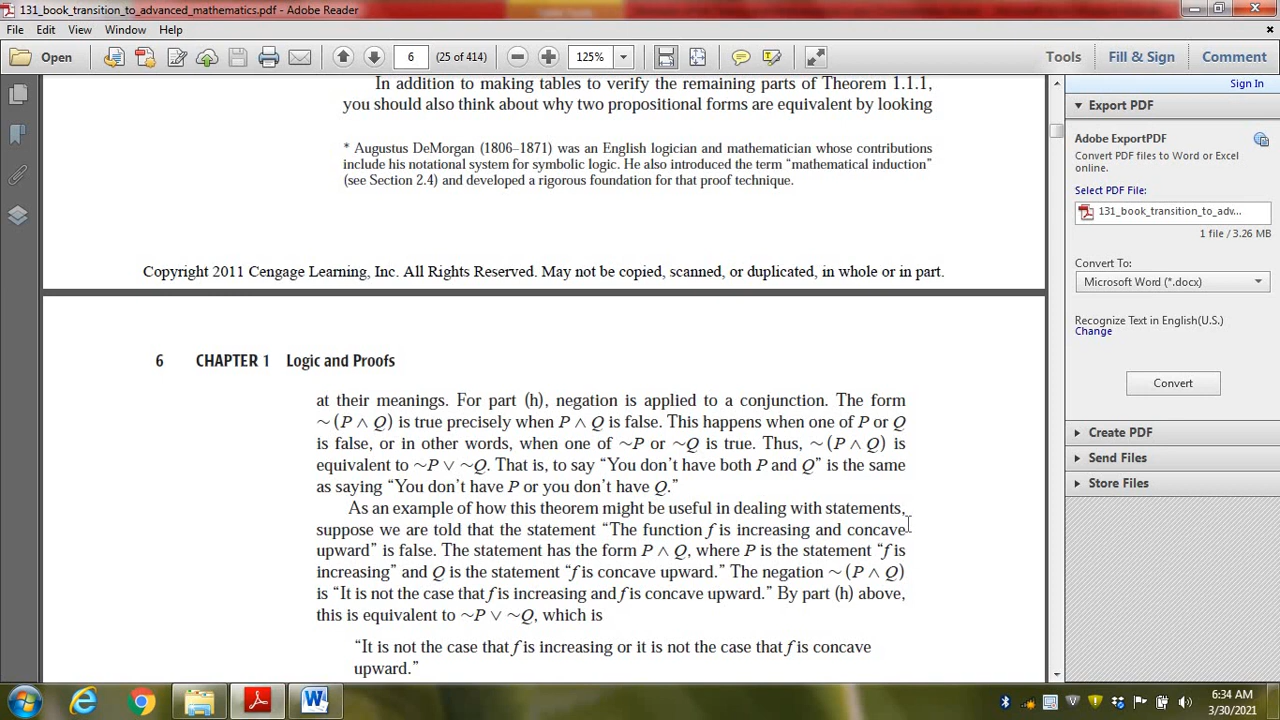 131_book_transition_to_advanced_mathematics.pdf - Adobe Reader
File Edit View Window Help
Open 6 (25 of 414) 125% Tools Fill & Sign Comment
In addition to making tables to verify the remaining parts of Theorem 1.1.1,
you should also think about why two propositional forms are equivalent by looking
* Augustus DeMorgan (1806–1871) was an English logician and mathematician whose contributions
include his notational system for symbolic logic. He also introduced the term “mathematical induction”
(see Section 2.4) and developed a rigorous foundation for that proof technique.
Copyright 2011 Cengage Learning, Inc. All Rights Reserved. May not be copied, scanned, or duplicated, in whole or in part.
6 CHAPTER 1 Logic and Proofs
at their meanings. For part (h), negation is applied to a conjunction. The form
∼(P ∧ Q) is true precisely when P ∧ Q is false. This happens when one of P or Q
is false, or in other words, when one of ∼P or ∼Q is true. Thus, ∼(P ∧ Q) is
equivalent to ∼P ∨ ∼Q. That is, to say “You don’t have both P and Q” is the same
as saying “You don’t have P or you don’t have Q.”
As an example of how this theorem might be useful in dealing with statements,
suppose we are told that the statement “The function f is increasing and concave
upward” is false. The statement has the form P ∧ Q, where P is the statement “f is
increasing” and Q is the statement “f is concave upward.” The negation ∼(P ∧ Q)
is “It is not the case that f is increasing and f is concave upward.” By part (h) above,
this is equivalent to ∼P ∨ ∼Q, which is
“It is not the case that f is increasing or it is not the case that f is concave
upward.”
Sign In
Export PDF
Adobe ExportPDF
Convert PDF files to Word or Excel
online.
Select PDF File:
131_book_transition_to_adv...
1 file / 3.26 MB
Convert To:
Microsoft Word (*.docx)
Recognize Text in English(U.S.)
Change
Convert
Create PDF
Send Files
Store Files
6:34 AM
3/30/2021